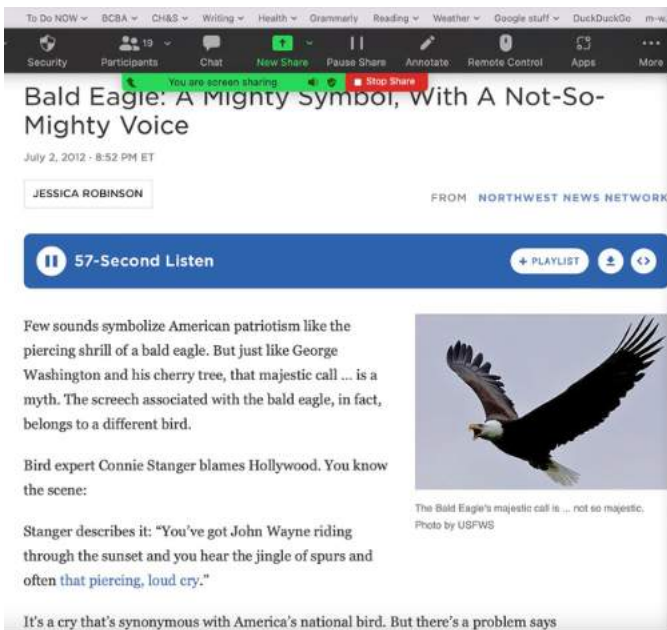 To Do NOW BCBA CH&S Writing Health Grammarly Reading Weather Google stuff DuckDuckGo m-w.
19
Security Participants Chat New Share Pause Share Annotate Remote Control Apps More
You are screen sharing Stop Share
Bald Eagle: A Mighty Symbol, With A Not-So-
Mighty Voice
July 2, 2012 · 8:52 PM ET
JESSICA ROBINSON
FROM NORTHWEST NEWS NETWORK
57-Second Listen + PLAYLIST
Few sounds symbolize American patriotism like the
piercing shrill of a bald eagle. But just like George
Washington and his cherry tree, that majestic call ... is a
myth. The screech associated with the bald eagle, in fact,
belongs to a different bird.
Bird expert Connie Stanger blames Hollywood. You know
the scene:
The Bald Eagle's majestic call is ... not so majestic.
Photo by USFWS
Stanger describes it: “You've got John Wayne riding
through the sunset and you hear the jingle of spurs and
often that piercing, loud cry.”
It's a cry that's synonymous with America's national bird. But there's a problem says